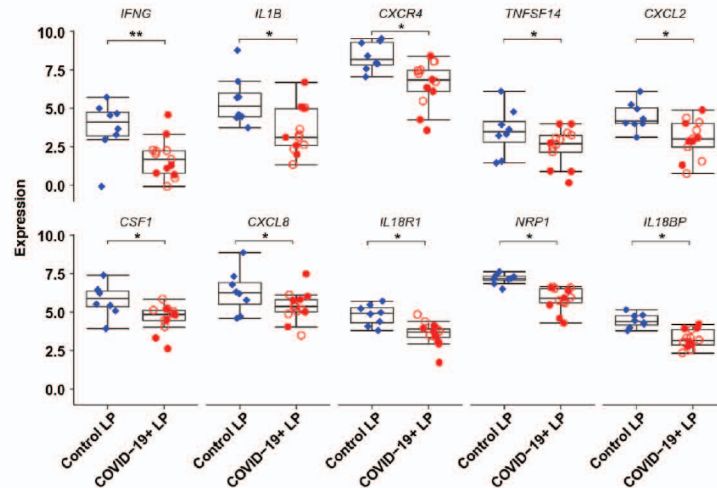 IFNG IL1B CXCR4 TNFSF14 CXCL2
** * * * *
10.0
7.5
5.0
2.5
0.0
Expression
CSF1 CXCL8 IL18R1 NRP1 IL18BP
* * * * *
10.0
7.5
5.0
2.5
0.0
Control LP COVID–19+ LP Control LP COVID–19+ LP Control LP COVID–19+ LP Control LP COVID–19+ LP Control LP COVID–19+ LP